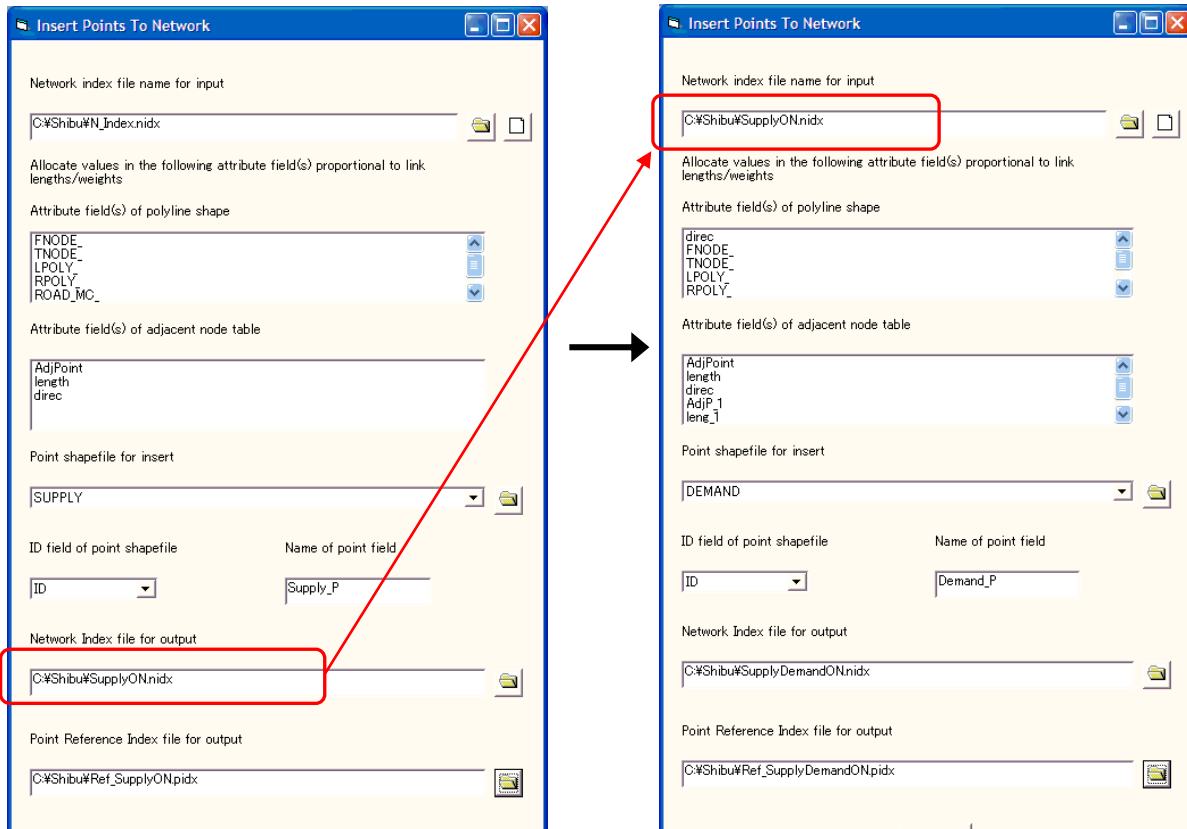 Insert Points To Network
Network index file name for input
C:¥Shibu¥N_Index.nidx
Allocate values in the following attribute field(s) proportional to link
lengths/weights
Attribute field(s) of polyline shape
FNODE_
TNODE_
LPOLY_
RPOLY_
ROAD_MC_
Attribute field(s) of adjacent node table
AdjPoint
length
direc
Point shapefile for insert
SUPPLY
ID field of point shapefile
Name of point field
ID
Supply_P
Network Index file for output
C:¥Shibu¥SupplyON.nidx
Point Reference Index file for output
C:¥Shibu¥Ref_SupplyON.pidx
Insert Points To Network
Network index file name for input
C:¥Shibu¥SupplyON.nidx
Allocate values in the following attribute field(s) proportional to link
lengths/weights
Attribute field(s) of polyline shape
direc
FNODE_
TNODE_
LPOLY_
RPOLY_
Attribute field(s) of adjacent node table
AdjPoint
length
direc
AdjP_1
leng_1
Point shapefile for insert
DEMAND
ID field of point shapefile
Name of point field
ID
Demand_P
Network Index file for output
C:¥Shibu¥SupplyDemandON.nidx
Point Reference Index file for output
C:¥Shibu¥Ref_SupplyDemandON.pidx